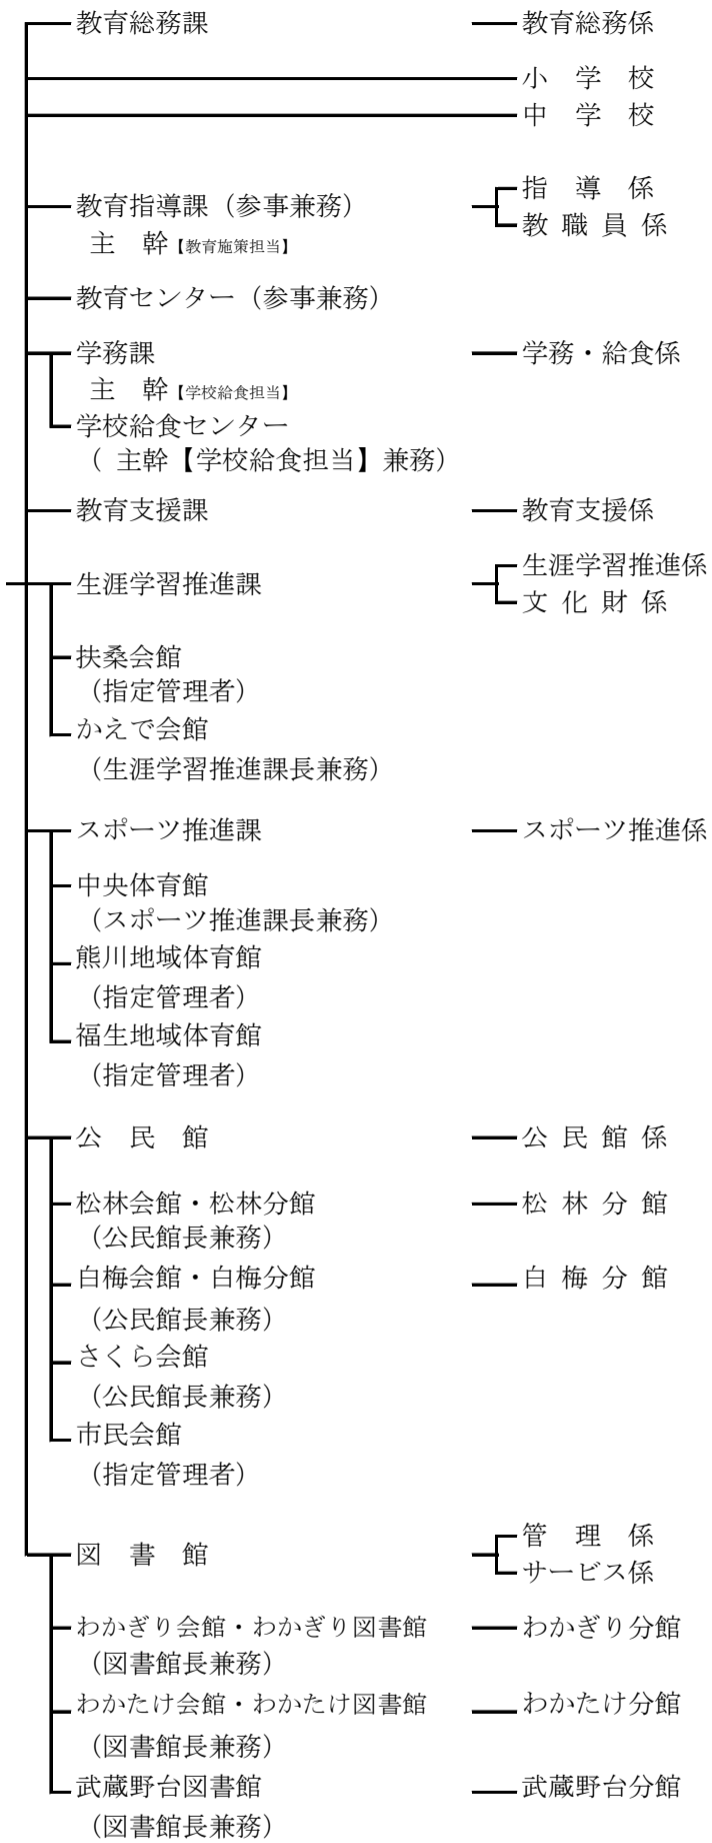 教育総務課 教育総務係
小　学　校
中　学　校
指　導　係
教育指導課（参事兼務）
教 職 員 係
主　幹【教育施策担当】
教育センター（参事兼務）
学務課 学務・給食係
主　幹【学校給食担当】
学校給食センター
（ 主幹【学校給食担当】兼務）
教育支援課 教育支援係
生涯学習推進係
生涯学習推進課
文 化 財 係
扶桑会館
（指定管理者）
かえで会館
（生涯学習推進課長兼務）
スポーツ推進課 スポーツ推進係
中央体育館
（スポーツ推進課長兼務）
熊川地域体育館
（指定管理者）
福生地域体育館
（指定管理者）
公　民　館 公 民 館 係
松林会館・松林分館 松 林 分 館
（公民館長兼務）
白梅会館・白梅分館 白 梅 分 館
（公民館長兼務）
さくら会館
（公民館長兼務）
市民会館
（指定管理者）
管　理　係
図　書　館
サービス係
わかぎり会館・わかぎり図書館 わかぎり分館
（図書館長兼務）
わかたけ会館・わかたけ図書館 わかたけ分館
（図書館長兼務）
武蔵野台図書館 武蔵野台分館
（図書館長兼務）